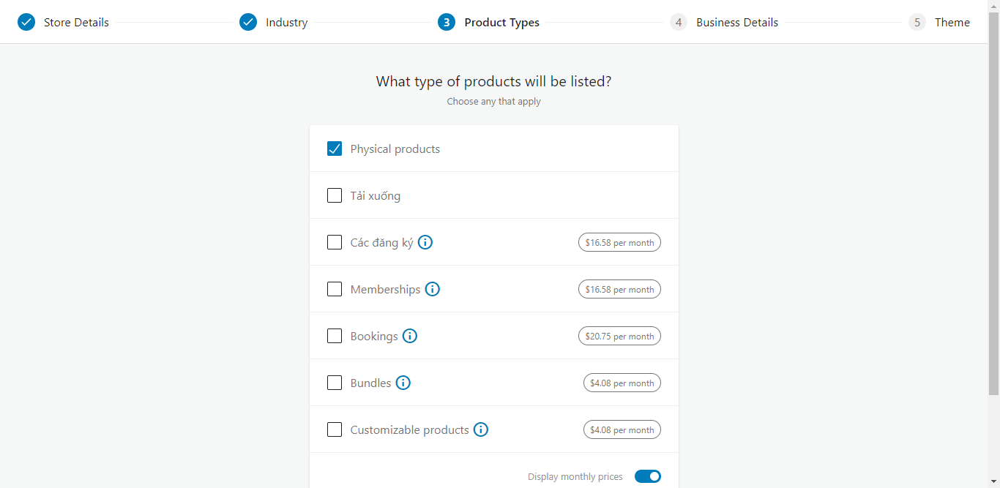 Store Details
Industry
3 Product Types
4 Business Details
5 Theme
What type of products will be listed?
Choose any that apply
Physical products
Tải xuống
Các đăng ký $16.58 per month
Memberships $16.58 per month
Bookings $20.75 per month
Bundles $4.08 per month
Customizable products $4.08 per month
Display monthly prices